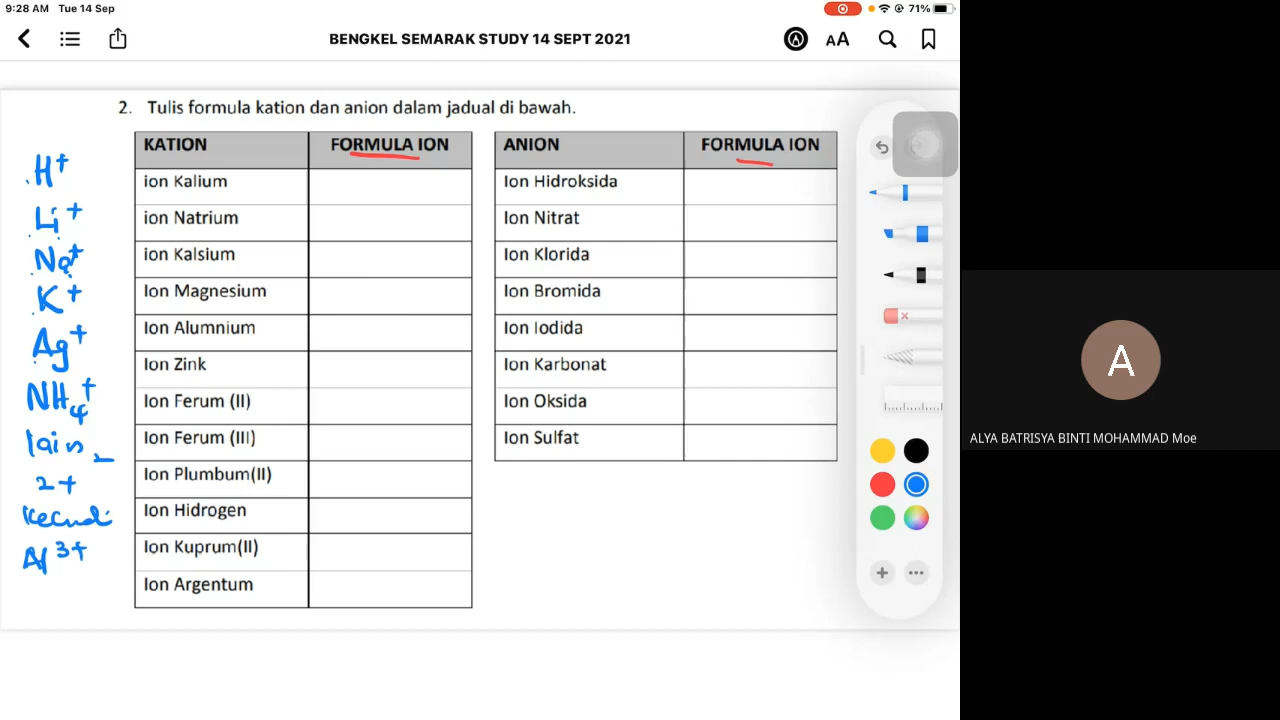 9:28 AM Tue 14 Sep
71%
BENGKEL SEMARAK STUDY 14 SEPT 2021
AA
2. Tulis formula kation dan anion dalam jadual di bawah.
KATION FORMULA ION ANION FORMULA ION
ion Kalium Ion Hidroksida
ion Natrium Ion Nitrat
ion Kalsium Ion Klorida
Ion Magnesium Ion Bromida
Ion Alumnium Ion Iodida
Ion Zink Ion Karbonat
Ion Ferum (II) Ion Oksida
Ion Ferum (III) Ion Sulfat
Ion Plumbum(II)
Ion Hidrogen
Ion Kuprum(II)
Ion Argentum
H+
Li+
Na+
K+
Ag+
NH4+
lain2
2+
kecuali
Al 3+
A
ALYA BATRISYA BINTI MOHAMMAD Moe